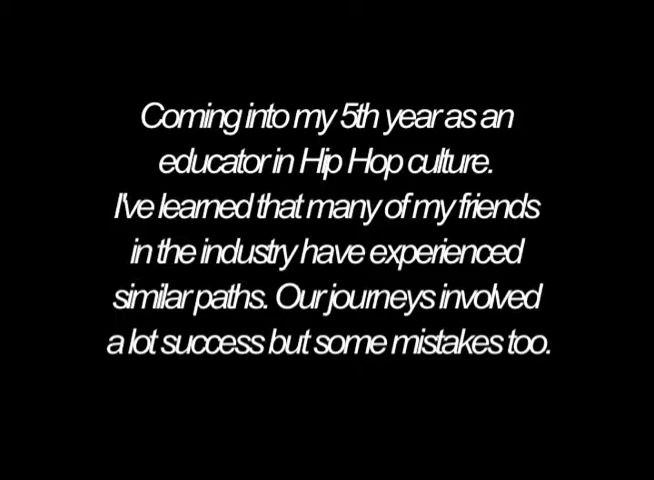 Coming into my 5th year as an
educator in Hip Hop culture.
I've learned that many of my friends
in the industry have experienced
similar paths. Our journeys involved
a lot success but some mistakes too.